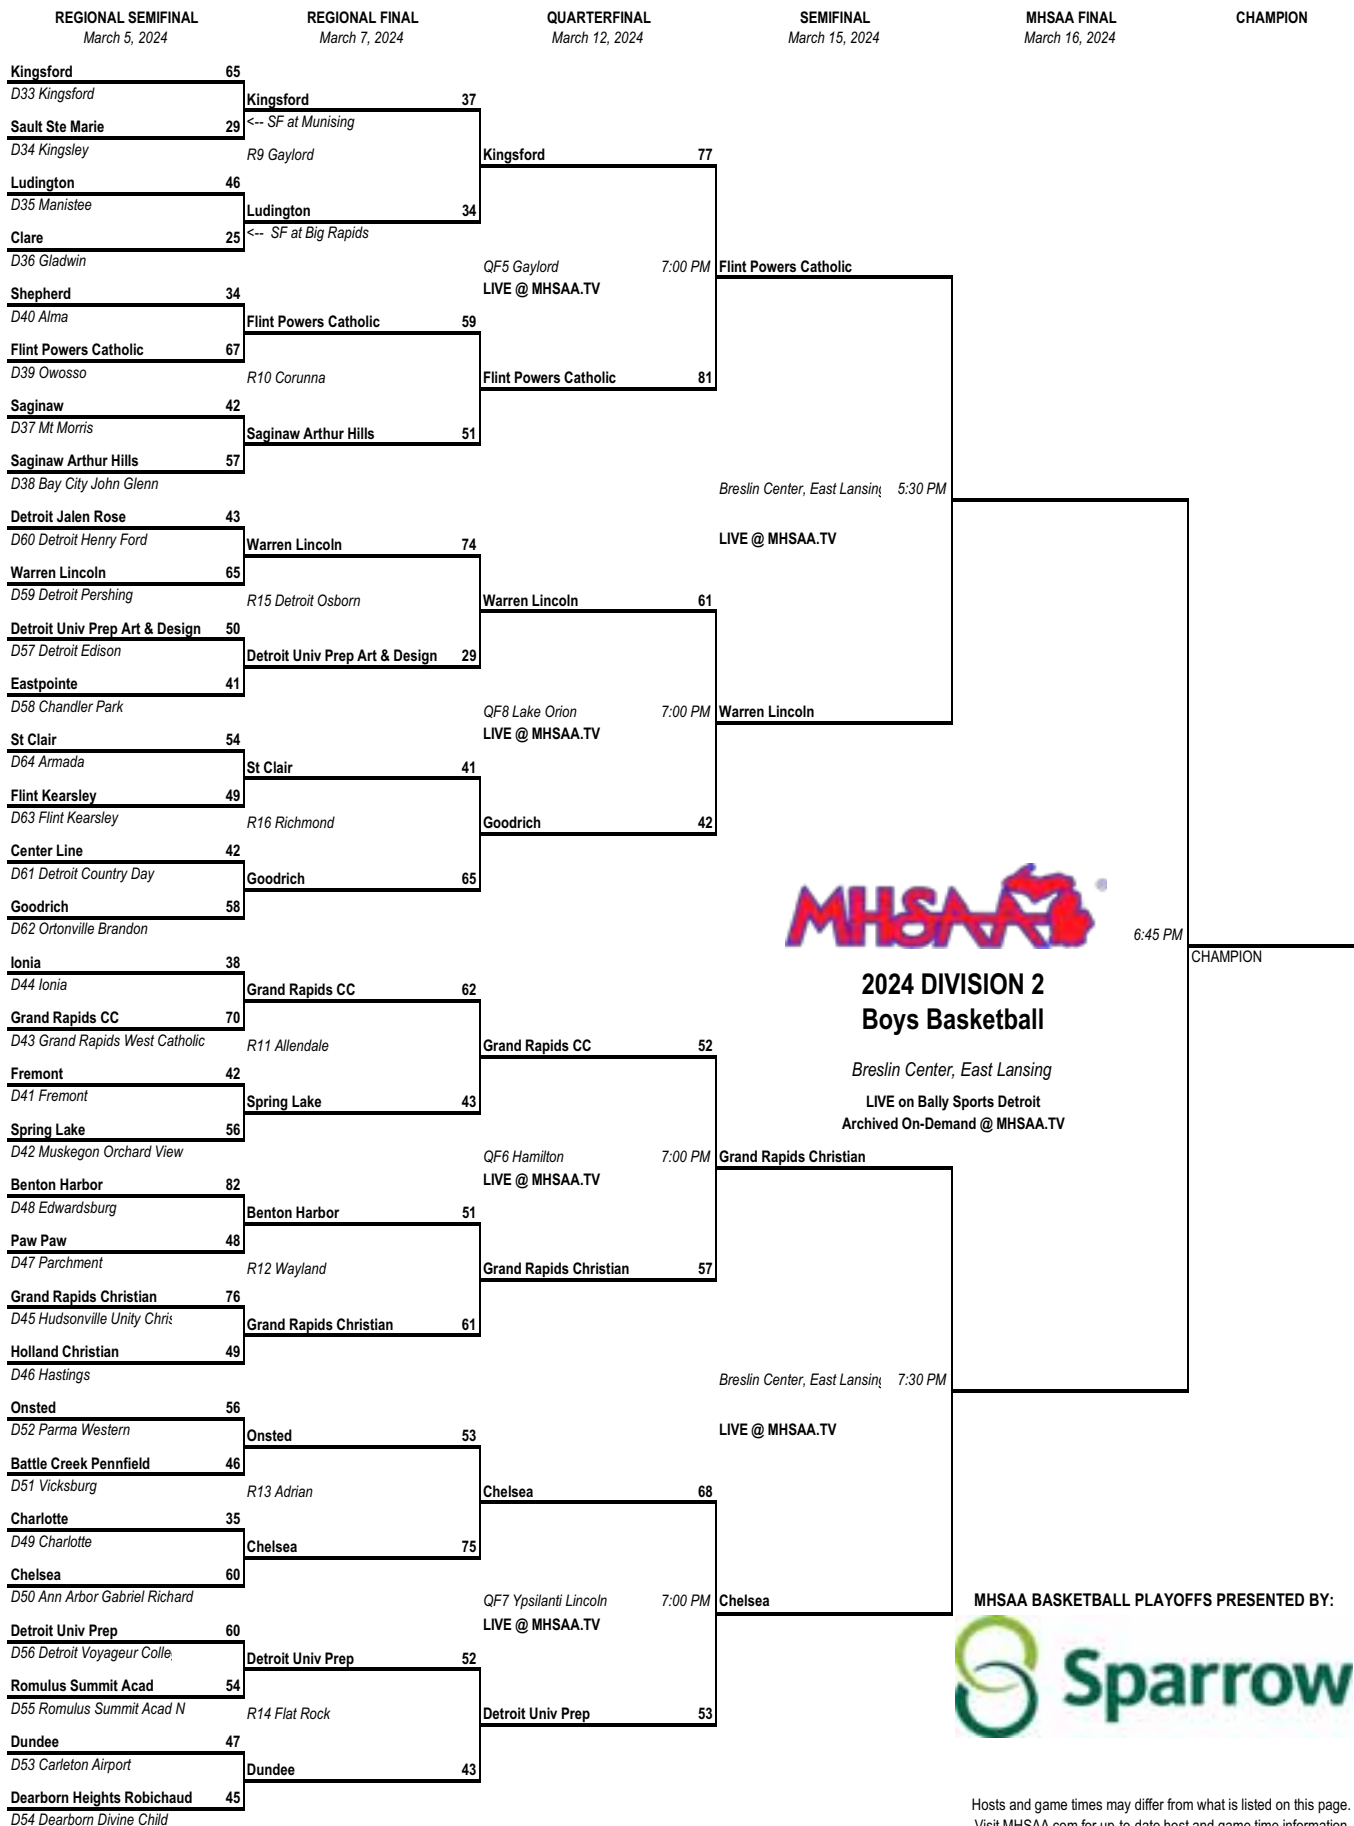 REGIONAL SEMIFINAL
March 5, 2024
REGIONAL FINAL
March 7, 2024
QUARTERFINAL
March 12, 2024
SEMIFINAL
March 15, 2024
MHSAA FINAL
March 16, 2024
CHAMPION
Kingsford 65
D33 Kingsford
Sault Ste Marie 29
D34 Kingsley
Ludington 46
D35 Manistee
Clare 25
D36 Gladwin
Shepherd 34
D40 Alma
Flint Powers Catholic 67
D39 Owosso
Saginaw 42
D37 Mt Morris
Saginaw Arthur Hills 57
D38 Bay City John Glenn
Detroit Jalen Rose 43
D60 Detroit Henry Ford
Warren Lincoln 65
D59 Detroit Pershing
Detroit Univ Prep Art & Design 50
D57 Detroit Edison
Eastpointe 41
D58 Chandler Park
St Clair 54
D64 Armada
Flint Kearsley 49
D63 Flint Kearsley
Center Line 42
D61 Detroit Country Day
Goodrich 58
D62 Ortonville Brandon
Ionia 38
D44 Ionia
Grand Rapids CC 70
D43 Grand Rapids West Catholic
Fremont 42
D41 Fremont
Spring Lake 56
D42 Muskegon Orchard View
Benton Harbor 82
D48 Edwardsburg
Paw Paw 48
D47 Parchment
Grand Rapids Christian 76
D45 Hudsonville Unity Chris
Holland Christian 49
D46 Hastings
Onsted 56
D52 Parma Western
Battle Creek Pennfield 46
D51 Vicksburg
Charlotte 35
D49 Charlotte
Chelsea 60
D50 Ann Arbor Gabriel Richard
Detroit Univ Prep 60
D56 Detroit Voyageur Colle
Romulus Summit Acad 54
D55 Romulus Summit Acad N
Dundee 47
D53 Carleton Airport
Dearborn Heights Robichaud 45
D54 Dearborn Divine Child
Kingsford 37
<-- SF at Munising
R9 Gaylord
Ludington 34
<-- SF at Big Rapids
Flint Powers Catholic 59
R10 Corunna
Saginaw Arthur Hills 51
Warren Lincoln 74
R15 Detroit Osborn
Detroit Univ Prep Art & Design 29
St Clair 41
R16 Richmond
Goodrich 65
Grand Rapids CC 62
R11 Allendale
Spring Lake 43
Benton Harbor 51
R12 Wayland
Grand Rapids Christian 61
Onsted 53
R13 Adrian
Chelsea 75
Detroit Univ Prep 52
R14 Flat Rock
Dundee 43
Kingsford 77
QF5 Gaylord 7:00 PM
LIVE @ MHSAA.TV
Flint Powers Catholic 81
Warren Lincoln 61
QF8 Lake Orion 7:00 PM
LIVE @ MHSAA.TV
Goodrich 42
Grand Rapids CC 52
QF6 Hamilton 7:00 PM
LIVE @ MHSAA.TV
Grand Rapids Christian 57
Chelsea 68
QF7 Ypsilanti Lincoln 7:00 PM
LIVE @ MHSAA.TV
Detroit Univ Prep 53
Flint Powers Catholic
Breslin Center, East Lansing 5:30 PM
LIVE @ MHSAA.TV
Warren Lincoln
Grand Rapids Christian
Breslin Center, East Lansing 7:30 PM
LIVE @ MHSAA.TV
Chelsea
6:45 PM
CHAMPION
MHSAA ®
2024 DIVISION 2
Boys Basketball
Breslin Center, East Lansing
LIVE on Bally Sports Detroit
Archived On-Demand @ MHSAA.TV
MHSAA BASKETBALL PLAYOFFS PRESENTED BY:
Sparrow
Hosts and game times may differ from what is listed on this page.
Visit MHSAA.com for up-to-date host and game time information.